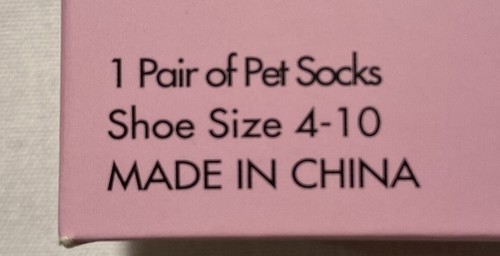 1 Pair of Pet Socks
Shoe Size 4-10
MADE IN CHINA